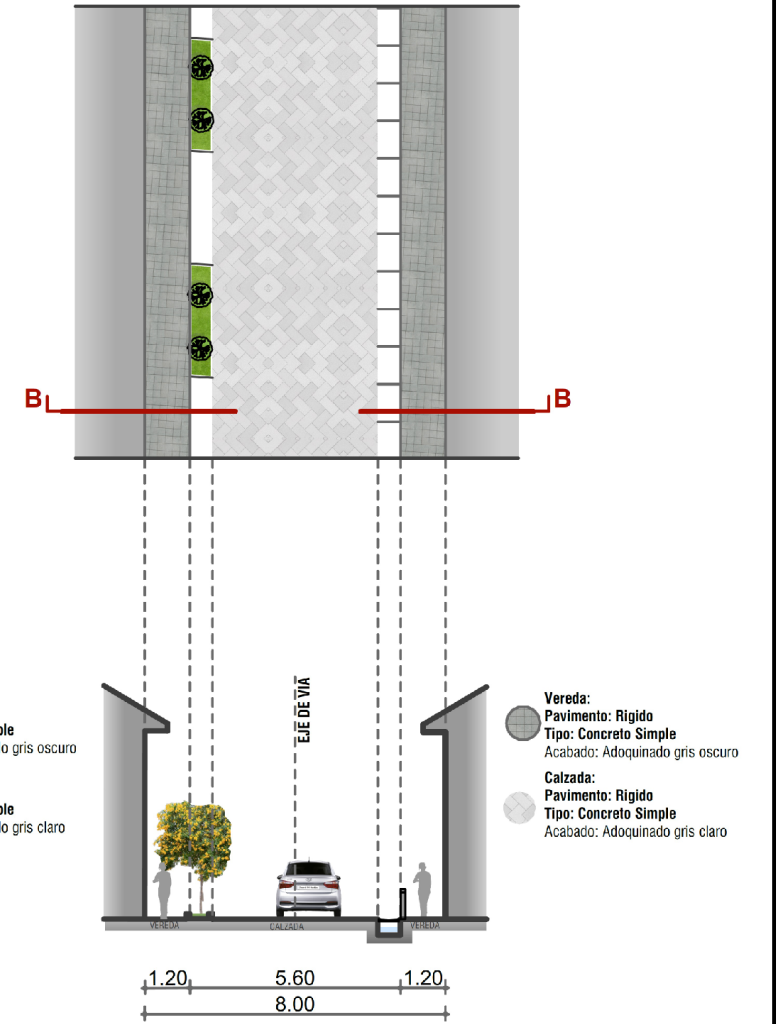 B
B
EJE DE VIA
ple
lo gris oscuro
ple
lo gris claro
Vereda:
Pavimento: Rigido
Tipo: Concreto Simple
Acabado: Adoquinado gris oscuro
Calzada:
Pavimento: Rigido
Tipo: Concreto Simple
Acabado: Adoquinado gris claro
VEREDA
CALZADA
VEREDA
1.20 5.60 1.20
8.00